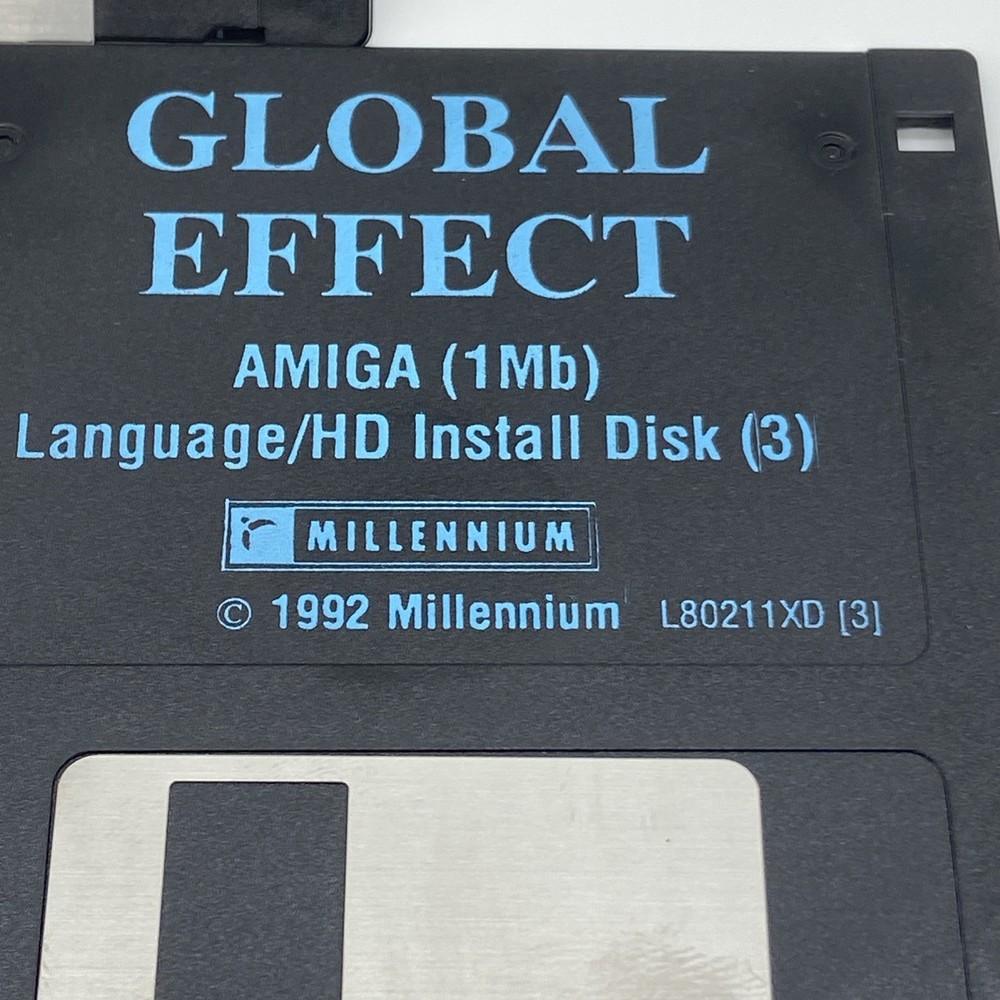 GLOBAL
EFFECT
AMIGA (1Mb)
Language/HD Install Disk (3)
MILLENNIUM
© 1992 Millennium L80211XD [3]